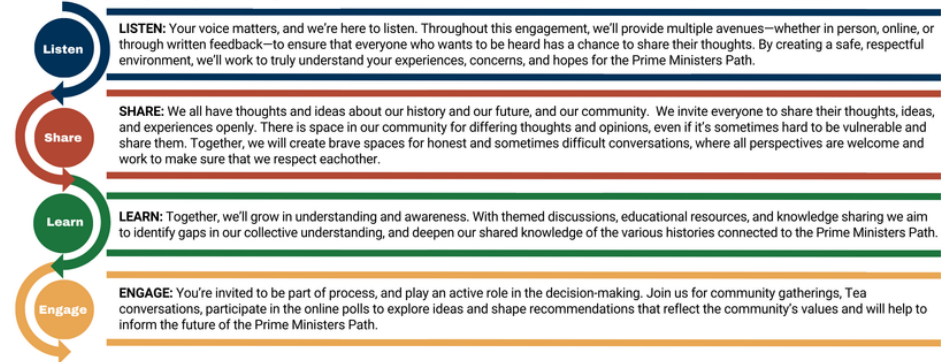 Listen
LISTEN: Your voice matters, and we're here to listen. Throughout this engagement, we'll provide multiple avenues—whether in person, online, or
through written feedback—to ensure that everyone who wants to be heard has a chance to share their thoughts. By creating a safe, respectful
environment, we'll work to truly understand your experiences, concerns, and hopes for the Prime Ministers Path.
Share
SHARE: We all have thoughts and ideas about our history and our future, and our community. We invite everyone to share their thoughts, ideas,
and experiences openly. There is space in our community for differing thoughts and opinions, even if it's sometimes hard to be vulnerable and
share them. Together, we will create brave spaces for honest and sometimes difficult conversations, where all perspectives are welcome and
work to make sure that we respect eachother.
Learn
LEARN: Together, we'll grow in understanding and awareness. With themed discussions, educational resources, and knowledge sharing we aim
to identify gaps in our collective understanding, and deepen our shared knowledge of the various histories connected to the Prime Ministers Path.
Engage
ENGAGE: You're invited to be part of process, and play an active role in the decision-making. Join us for community gatherings, Tea
conversations, participate in the online polls to explore ideas and shape recommendations that reflect the community's values and will help to
inform the future of the Prime Ministers Path.